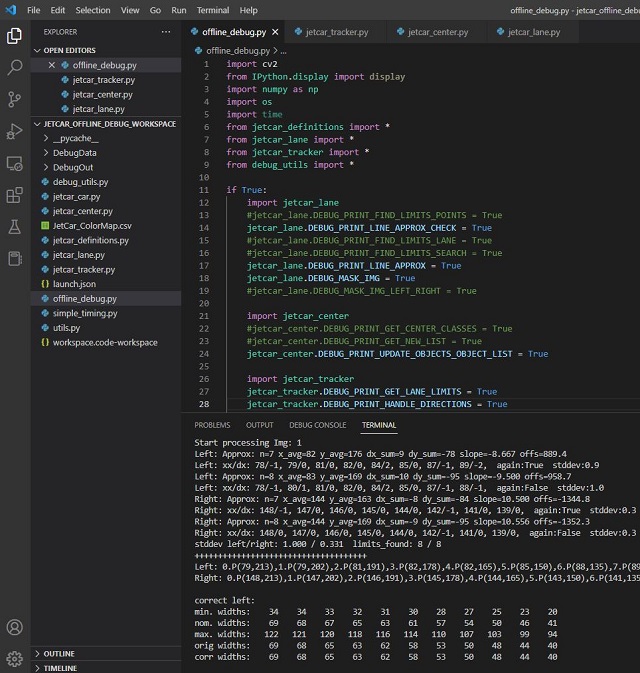 File Edit Selection View Go Run Terminal Help
offline_debug.py - jetcar_offline_deb
EXPLORER
OPEN EDITORS
offline_debug.py
jetcar_tracker.py
jetcar_center.py
jetcar_lane.py
JETCAR_OFFLINE_DEBUG_WORKSPACE
__pycache__
DebugData
DebugOut
debug_utils.py
jetcar_car.py
jetcar_center.py
JetCar_ColorMap.csv
jetcar_definitions.py
jetcar_lane.py
jetcar_tracker.py
launch.json
offline_debug.py
simple_timing.py
utils.py
workspace.code-workspace
OUTLINE
TIMELINE
offline_debug.py jetcar_tracker.py jetcar_center.py jetcar_lane.py
offline_debug.py > ...
1 import cv2
2 from IPython.display import display
3 import numpy as np
4 import os
5 import time
6 from jetcar_definitions import *
7 from jetcar_lane import *
8 from jetcar_tracker import *
9 from debug_utils import *
10
11 if True:
12 import jetcar_lane
13 #jetcar_lane.DEBUG_PRINT_FIND_LIMITS_POINTS = True
14 jetcar_lane.DEBUG_PRINT_LINE_APPROX_CHECK = True
15 #jetcar_lane.DEBUG_PRINT_FIND_LIMITS_LANE = True
16 #jetcar_lane.DEBUG_PRINT_FIND_LIMITS_SEARCH = True
17 jetcar_lane.DEBUG_PRINT_LINE_APPROX = True
18 jetcar_lane.DEBUG_MASK_IMG = True
19 #jetcar_lane.DEBUG_MASK_IMG_LEFT_RIGHT = True
20
21 import jetcar_center
22 #jetcar_center.DEBUG_PRINT_GET_CENTER_CLASSES = True
23 #jetcar_center.DEBUG_PRINT_GET_NEW_LIST = True
24 jetcar_center.DEBUG_PRINT_UPDATE_OBJECTS_OBJECT_LIST = True
25
26 import jetcar_tracker
27 jetcar_tracker.DEBUG_PRINT_GET_LANE_LIMITS = True
28 jetcar_tracker.DEBUG_PRINT_HANDLE_DIRECTIONS = True
PROBLEMS OUTPUT DEBUG CONSOLE TERMINAL
Start processing Img: 1
Left: Approx: n=7 x_avg=82 y_avg=176 dx_sum=9 dy_sum=-78 slope=-8.667 offs=889.4
Left: xx/dx: 78/-1, 79/0, 81/0, 82/0, 84/2, 85/0, 87/-1, 89/-2, again:True stddev:0.9
Left: Approx: n=8 x_avg=83 y_avg=169 dx_sum=10 dy_sum=-95 slope=-9.500 offs=958.7
Left: xx/dx: 78/-1, 80/1, 81/0, 82/0, 84/2, 85/0, 87/-1, 88/-1, again:False stddev:1.0
Right: Approx: n=7 x_avg=144 y_avg=163 dx_sum=-8 dy_sum=-84 slope=10.500 offs=-1344.8
Right: xx/dx: 148/-1, 147/0, 146/0, 145/0, 144/0, 142/-1, 141/0, 139/0, again:True stddev:0.3
Right: Approx: n=8 x_avg=144 y_avg=169 dx_sum=-9 dy_sum=-95 slope=10.556 offs=-1352.3
Right: xx/dx: 148/0, 147/0, 146/0, 145/0, 144/0, 142/-1, 141/0, 139/0, again:False stddev:0.3
stddev left/right: 1.000 / 0.331 limits_found: 8 / 8
+++++++++++++++++++++++++++++++++++
Left: 0.P(79,213),1.P(79,202),2.P(81,191),3.P(82,178),4.P(82,165),5.P(85,150),6.P(88,135),7.P(89
Right: 0.P(148,213),1.P(147,202),2.P(146,191),3.P(145,178),4.P(144,165),5.P(143,150),6.P(141,135
correct left:
min. widths: 34 34 33 32 31 30 28 27 25 23 20
nom. widths: 69 68 67 65 63 61 57 54 50 46 41
max. widths: 122 121 120 118 116 114 110 107 103 99 94
orig widths: 69 68 65 63 62 58 53 50 48 44 40
corr widths: 69 68 65 63 62 58 53 50 48 44 40